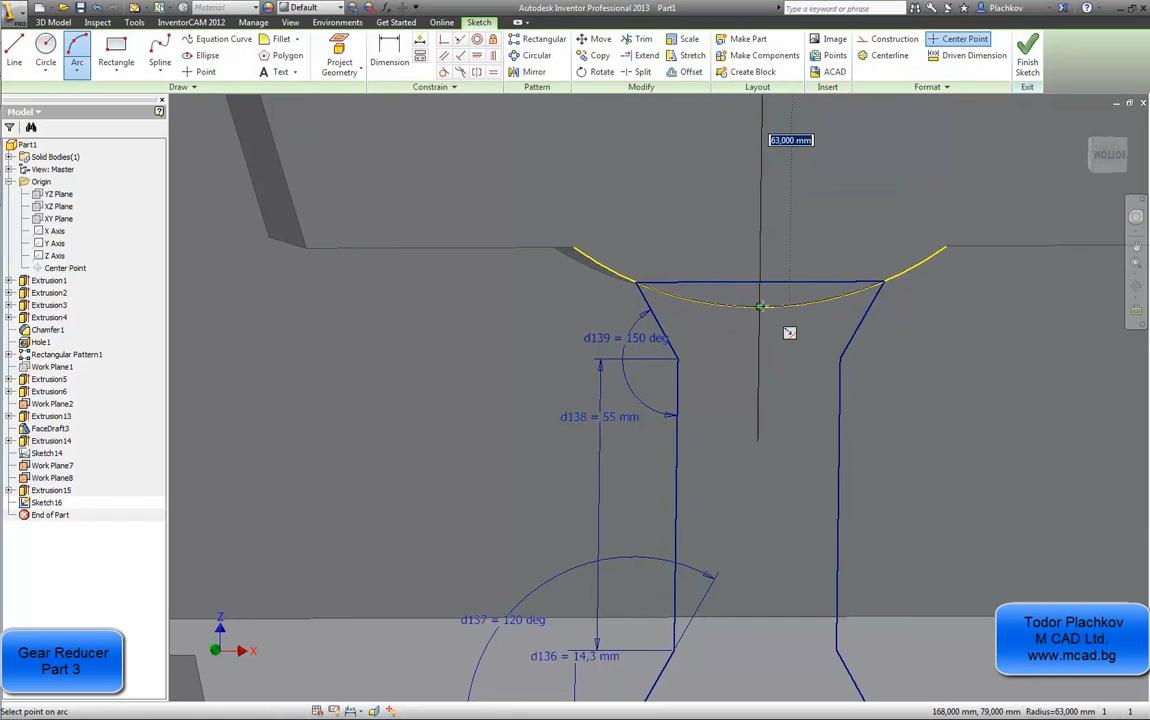 PRO
Material
Default
Autodesk Inventor Professional 2013 Part1
Type a keyword or phrase
Plachkov
3D Model Inspect Tools InventorCAM 2012 Manage View Environments Get Started Online Sketch
Line
Circle
Arc
Rectangle
Spline
Equation Curve
Ellipse
Point
Fillet
Polygon
Text
Project
Geometry
Dimension
Rectangular
Circular
Mirror
Move
Copy
Rotate
Trim
Extend
Split
Scale
Stretch
Offset
Make Part
Make Components
Create Block
Image
Points
ACAD
Construction
Centerline
Center Point
Driven Dimension
Finish
Sketch
Draw
Constrain
Pattern
Modify
Layout
Insert
Format
Exit
Model
Part1
Solid Bodies(1)
View: Master
Origin
YZ Plane
XZ Plane
XY Plane
X Axis
Y Axis
Z Axis
Center Point
Extrusion1
Extrusion2
Extrusion3
Extrusion4
Chamfer1
Hole1
Rectangular Pattern1
Work Plane1
Extrusion5
Extrusion6
Work Plane2
Extrusion13
FaceDraft3
Extrusion14
Sketch14
Work Plane7
Work Plane8
Extrusion15
Sketch16
End of Part
63,000 mm
BOTTOM
d139 = 150 deg
d138 = 55 mm
d137 = 120 deg
d136 = 14,3 mm
Z
X
Gear Reducer
Part 3
Todor Plachkov
M CAD Ltd.
www.mcad.bg
Select point on arc
168,000 mm, 79,000 mm Radius=63,000 mm 1 1